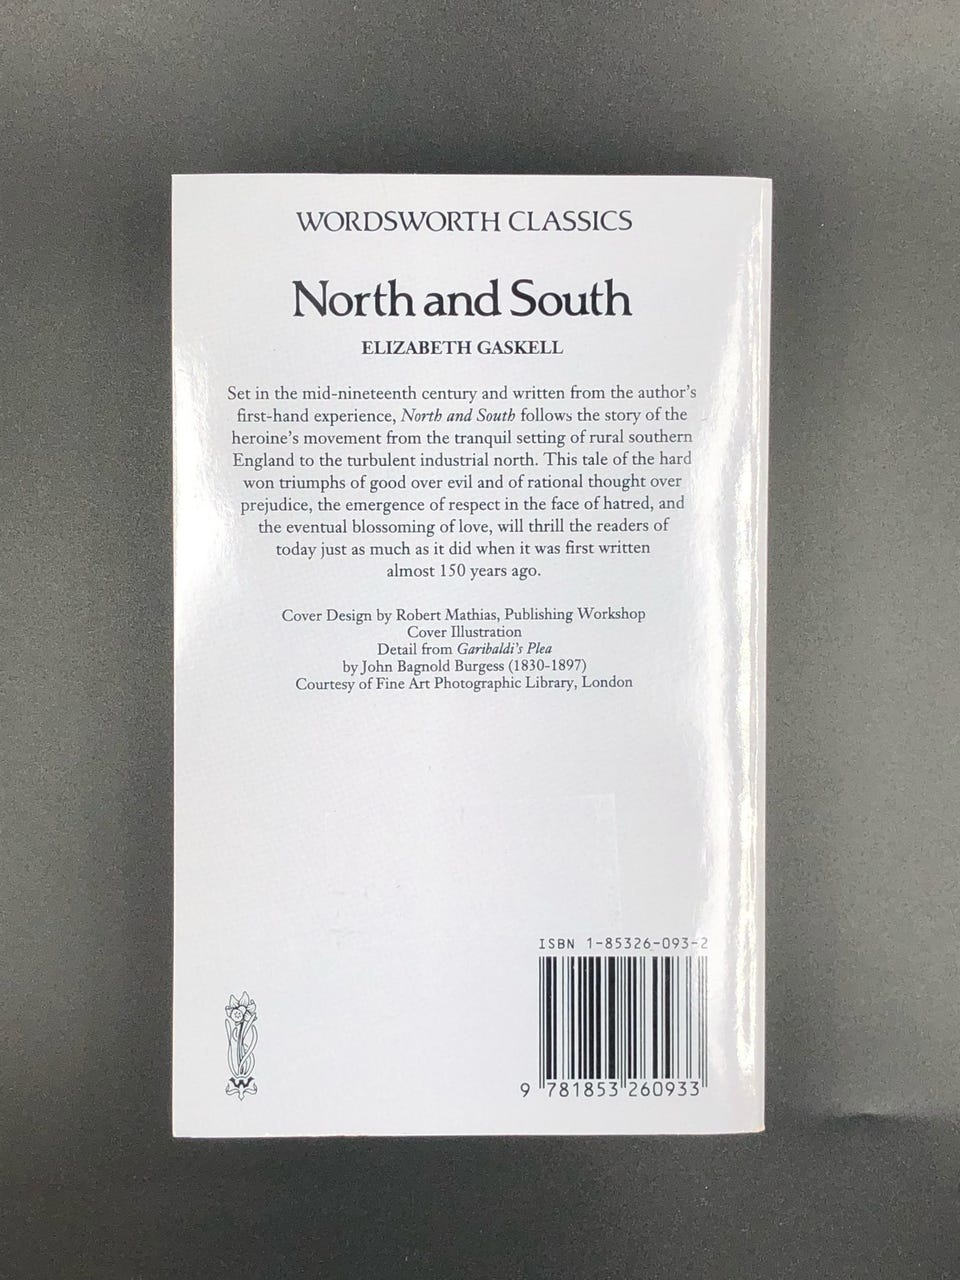 WORDSWORTH CLASSICS
North and South
ELIZABETH GASKELL
Set in the mid-nineteenth century and written from the author's
first-hand experience, North and South follows the story of the
heroine's movement from the tranquil setting of rural southern
England to the turbulent industrial north. This tale of the hard
won triumphs of good over evil and of rational thought over
prejudice, the emergence of respect in the face of hatred, and
the eventual blossoming of love, will thrill the readers of
today just as much as it did when it was first written
almost 150 years ago.
Cover Design by Robert Mathias, Publishing Workshop
Cover Illustration
Detail from Garibaldi's Plea
by John Bagnold Burgess (1830-1897)
Courtesy of Fine Art Photographic Library, London
ISBN 1-85326-093-2
W
9 781853 260933